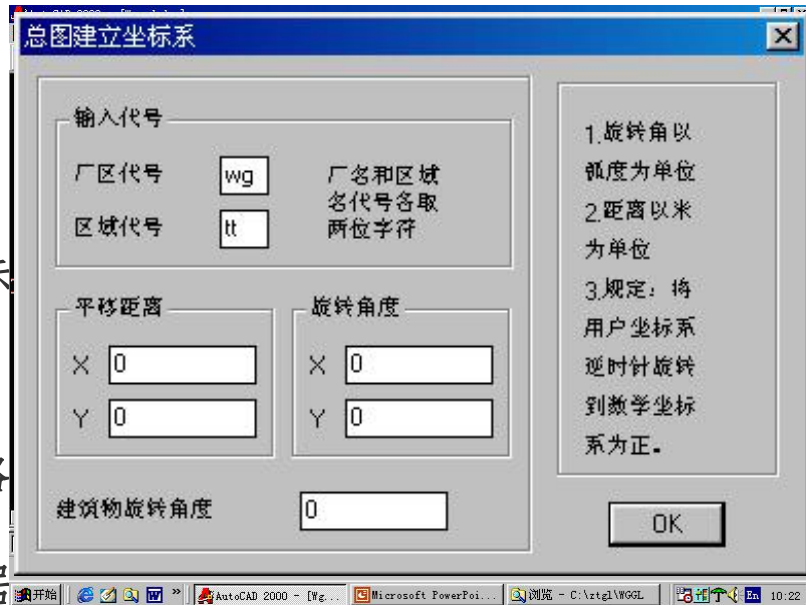 总图建立坐标系
输入代号
厂区代号 wg
区域代号 tt
厂名和区域
名代号各取
两位字符
平移距离
X 0
Y 0
旋转角度
X 0
Y 0
建筑物旋转角度 0
1.旋转角以
弧度为单位
2.距离以米
为单位
3.规定：将
用户坐标系
逆时针旋转
到数学坐标
系为正.
OK
开始 » AutoCAD 2000 - [Wg... Microsoft PowerPoi... 浏览 - C:\ztgl\WGGL En 10:22